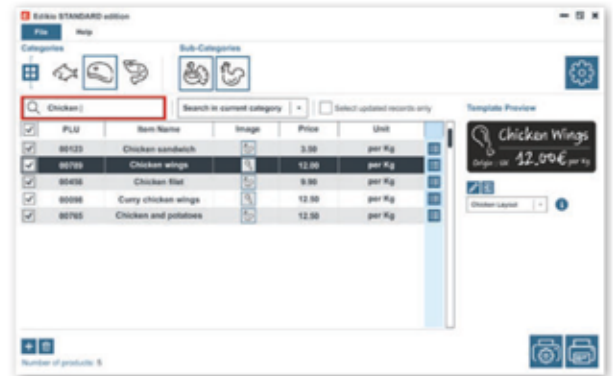 Edikio STANDARD edition
File Help
Categories Sub-Categories
Chicken Search in current category Select updated records only Template Preview
PLU Item Name Image Price Unit
00123 Chicken sandwich 3.50 per Kg
00789 Chicken wings 12.00 per Kg
00456 Chicken filet 9.90 per Kg
00098 Curry chicken wings 12.50 per Kg
00765 Chicken and potatoes 12.50 per Kg
Chicken Wings
Origin : UK 12.00€ per Kg
Chicken Layout
Number of products: 5